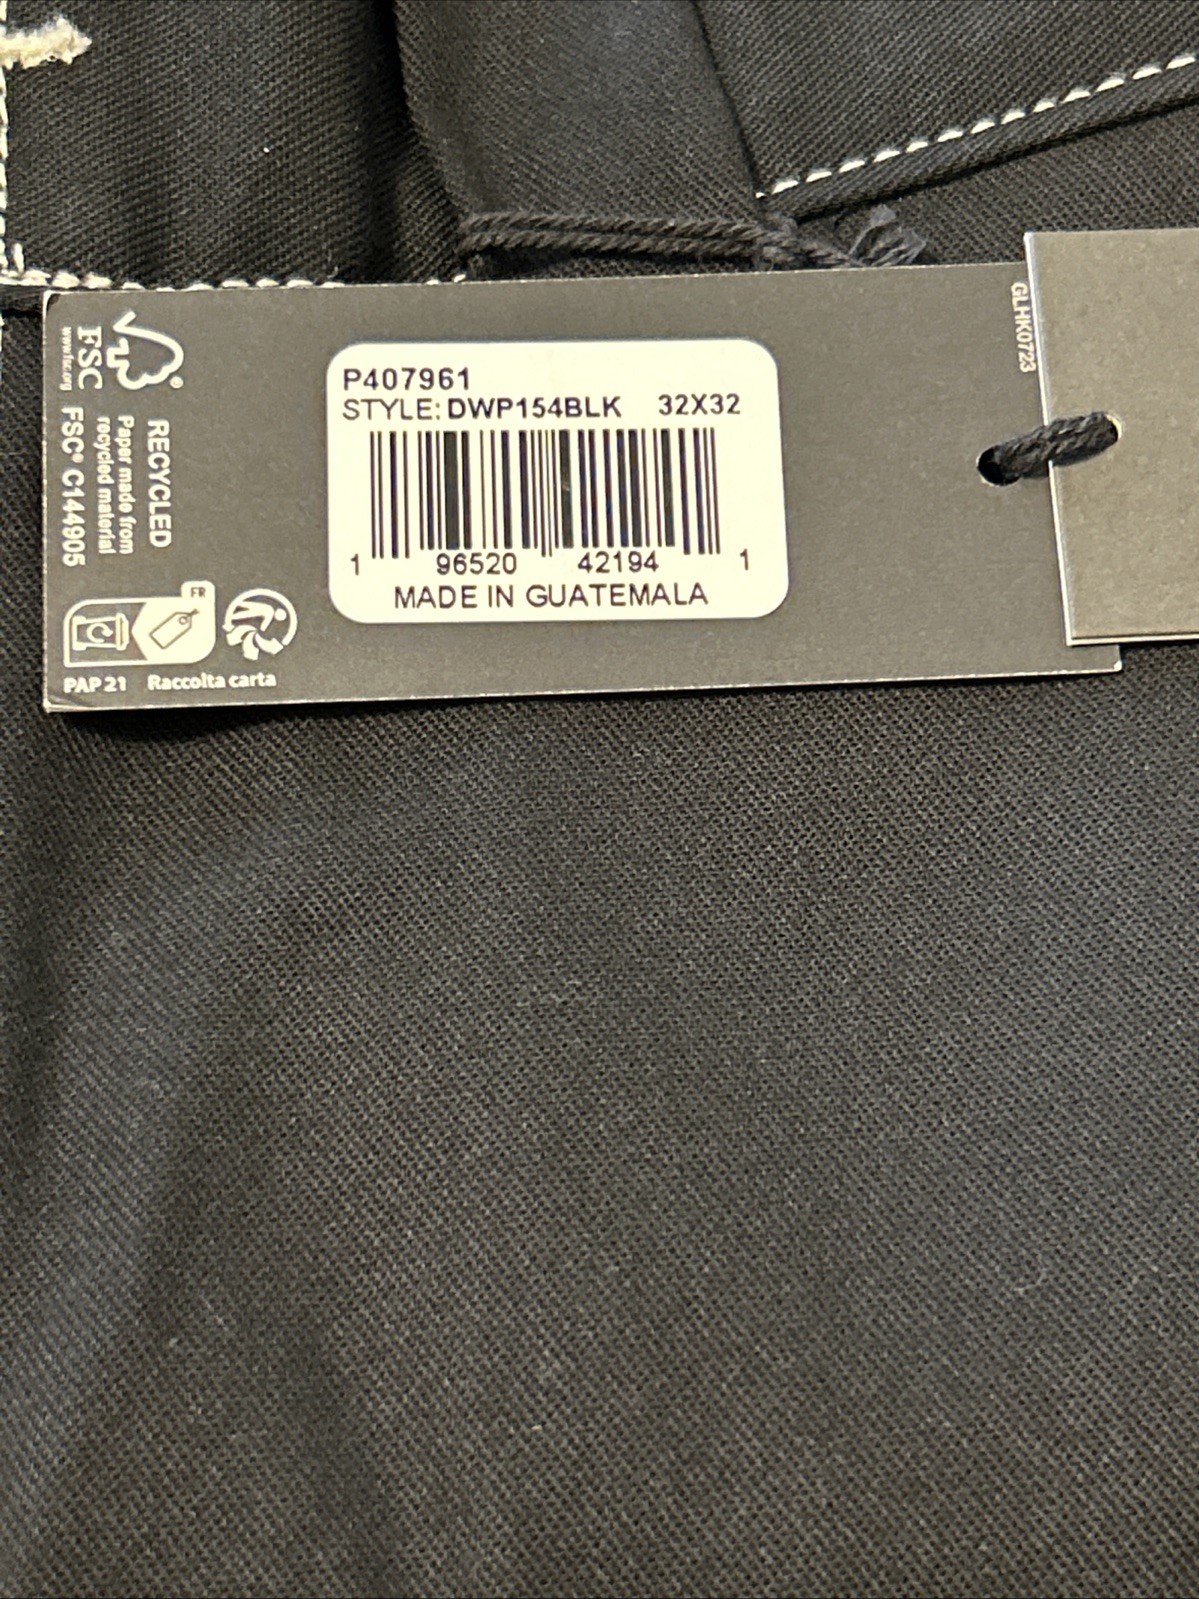 P407961
STYLE: DWP154BLK 32X32
1 96520 42194 1
MADE IN GUATEMALA
FSC®
www.fsc.org
RECYCLED
Paper made from
recycled material
FSC® C144905
FR
PAP 21 Raccolta carta
GLHK0723